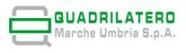 QUADRILATERO
Marche Umbria S.p.A.